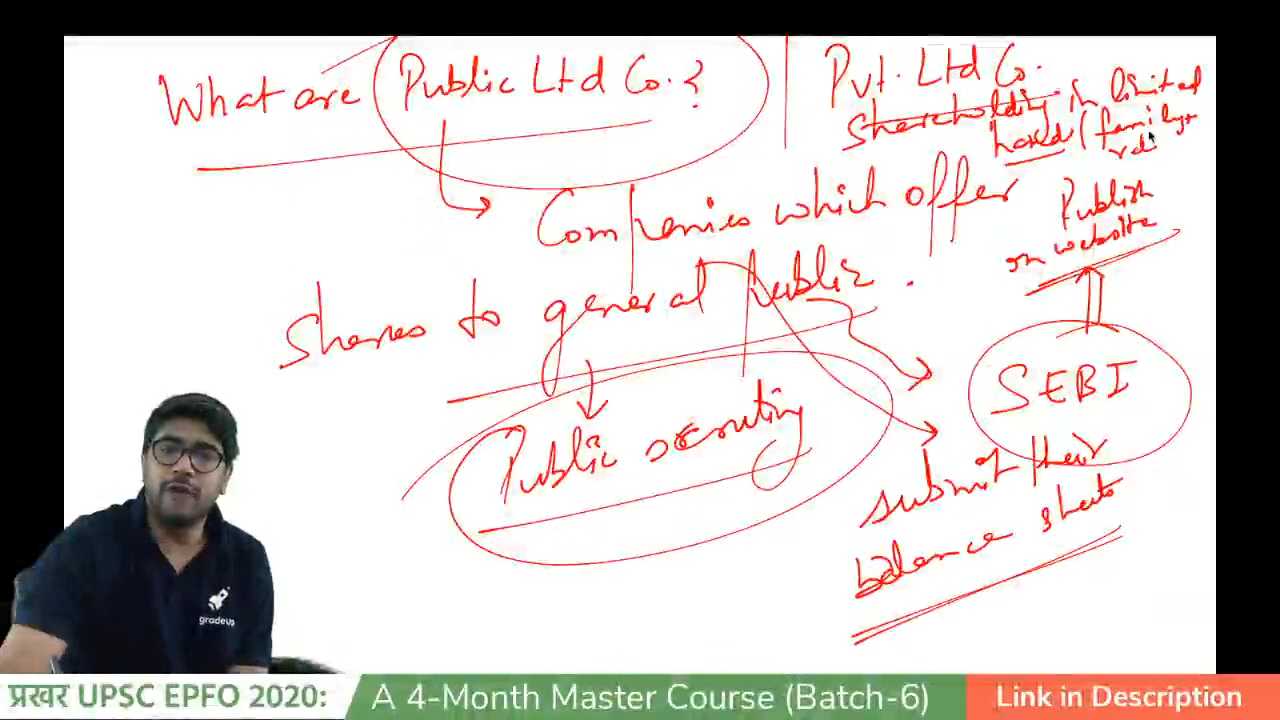 What are Public Ltd Co.?
Companies which offer
shares to general public.
Public scrutiny
Pvt. Ltd Co.
Shareholding in limited
hand (family +
Publish
on website
SEBI
submit their
balance sheets
gradeup
प्रखर UPSC EPFO 2020: A 4-Month Master Course (Batch-6) Link in Description